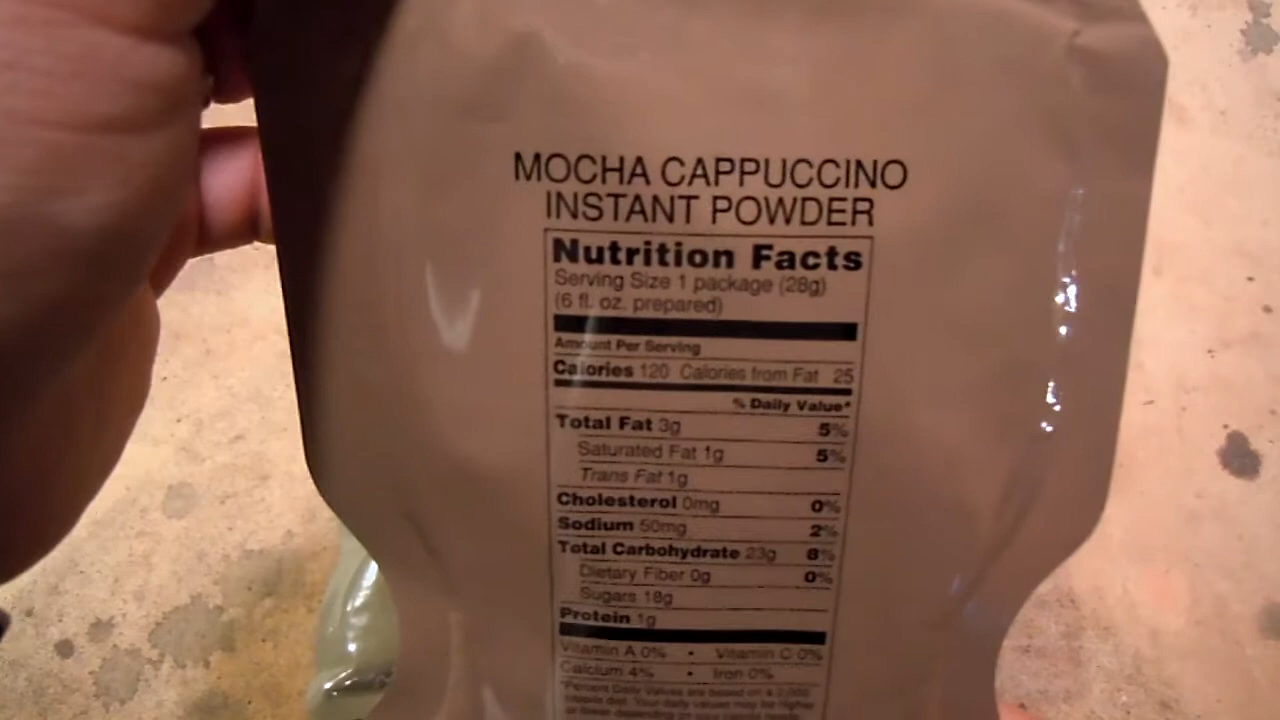 MOCHA CAPPUCCINO
INSTANT POWDER
Nutrition Facts
Serving Size 1 package (28g)
(6 fl. oz. prepared)
Amount Per Serving
Calories 120 Calories from Fat 25
% Daily Value*
Total Fat 3g 5%
Saturated Fat 1g 5%
Trans Fat 1g
Cholesterol 0mg 0%
Sodium 50mg 2%
Total Carbohydrate 23g 8%
Dietary Fiber 0g 0%
Sugars 18g
Protein 1g
Vitamin A 0% • Vitamin C 0%
Calcium 4% • Iron 0%
*Percent Daily Values are based on a 2,000
calorie diet. Your daily values may be higher
or lower depending on your calorie needs.